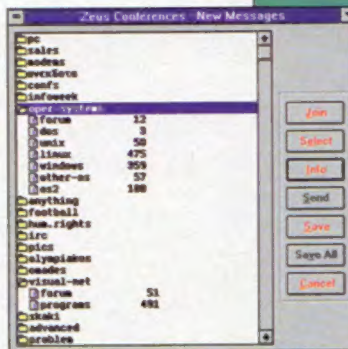 Zeus Conferences - New Messages
pc
sales
modems
confs
infoweek
oper-systems
forum 12
dos 3
unix 50
linux 475
windows 359
other-os 57
os2 108
anything
football
hum.rights
irc
pics
olympiakos
visual-net
forum 51
programs 491
skaki
advanced
problem
Join
Select
Info
Send
Save
Save All
Cancel